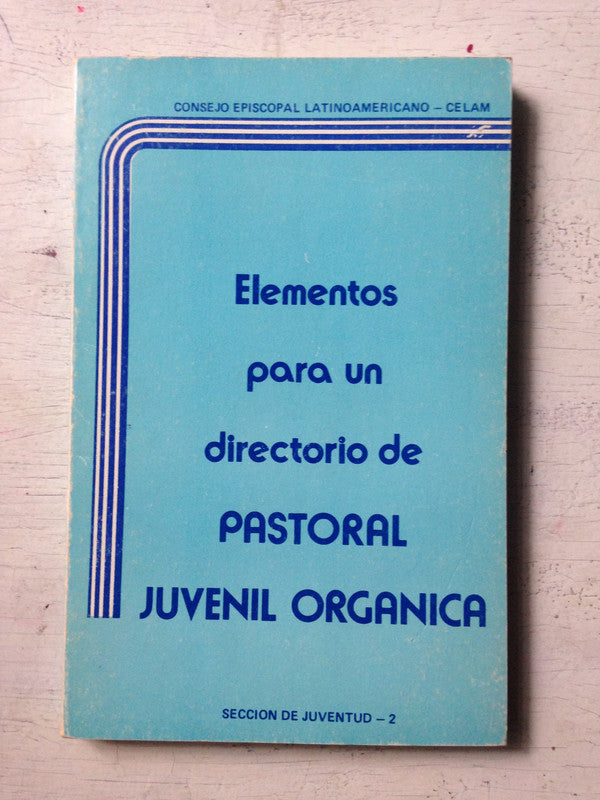 CONSEJO EPISCOPAL LATINOAMERICANO – CELAM
Elementos
para un
directorio de
PASTORAL
JUVENIL ORGANICA
SECCION DE JUVENTUD – 2